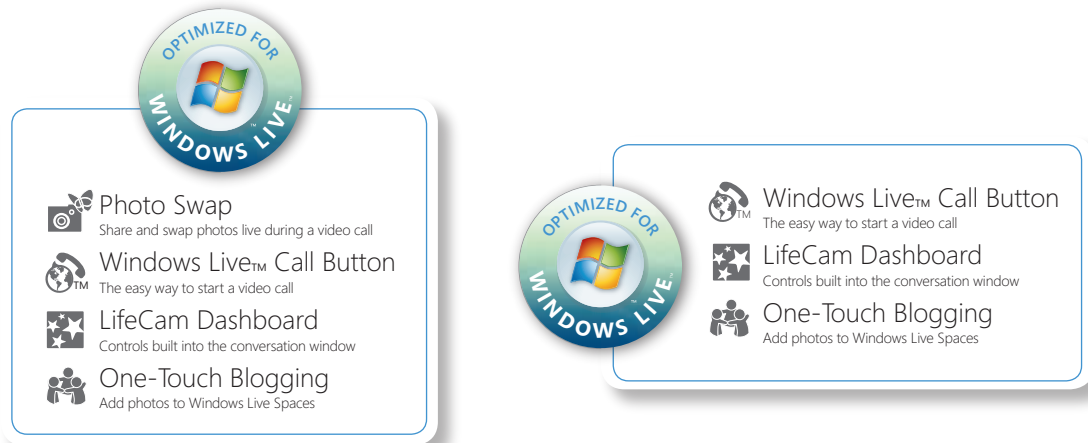 OPTIMIZED FOR
WINDOWS LIVE™
Photo Swap
Share and swap photos live during a video call
Windows Live™ Call Button
The easy way to start a video call
LifeCam Dashboard
Controls built into the conversation window
One-Touch Blogging
Add photos to Windows Live Spaces
OPTIMIZED FOR
WINDOWS LIVE™
Windows Live™ Call Button
The easy way to start a video call
LifeCam Dashboard
Controls built into the conversation window
One-Touch Blogging
Add photos to Windows Live Spaces